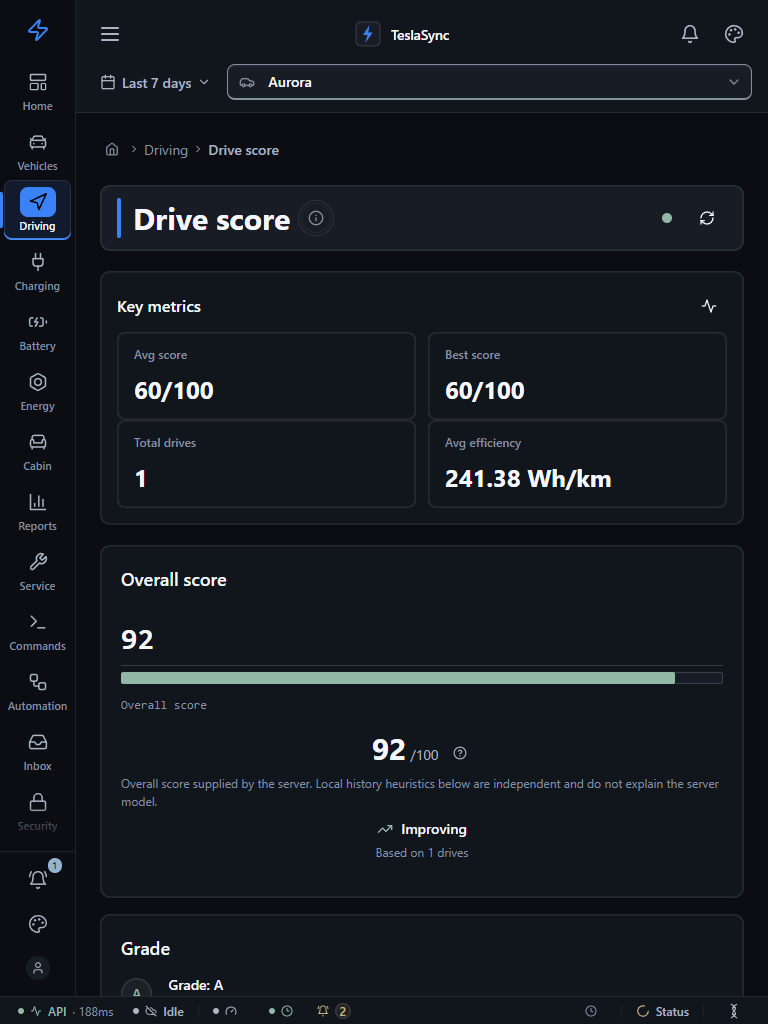 TeslaSync
Last 7 days
Aurora
Home
Vehicles
Driving
Charging
Battery
Energy
Cabin
Reports
Service
Commands
Automation
Inbox
Security
1
Driving
Drive score
Drive score
Key metrics
Avg score
60/100
Best score
60/100
Total drives
1
Avg efficiency
241.38 Wh/km
Overall score
92
Overall score
92 /100
Overall score supplied by the server. Local history heuristics below are independent and do not explain the server
model.
Improving
Based on 1 drives
Grade
A
Grade: A
API · 188ms
Idle
2
Status